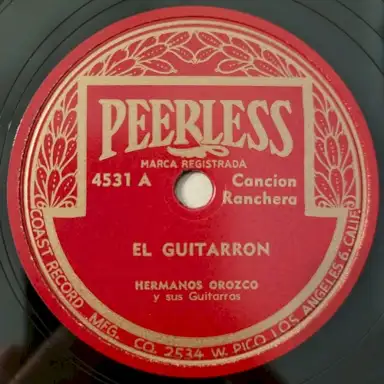 PEERLESS
MARCA REGISTRADA
4531 A
Cancion
Ranchera
EL GUITARRON
HERMANOS OROZCO
y sus Guitarras
COAST RECORD MFG. CO. 2534 W. PICO LOS ANGELES 6, CALIF.